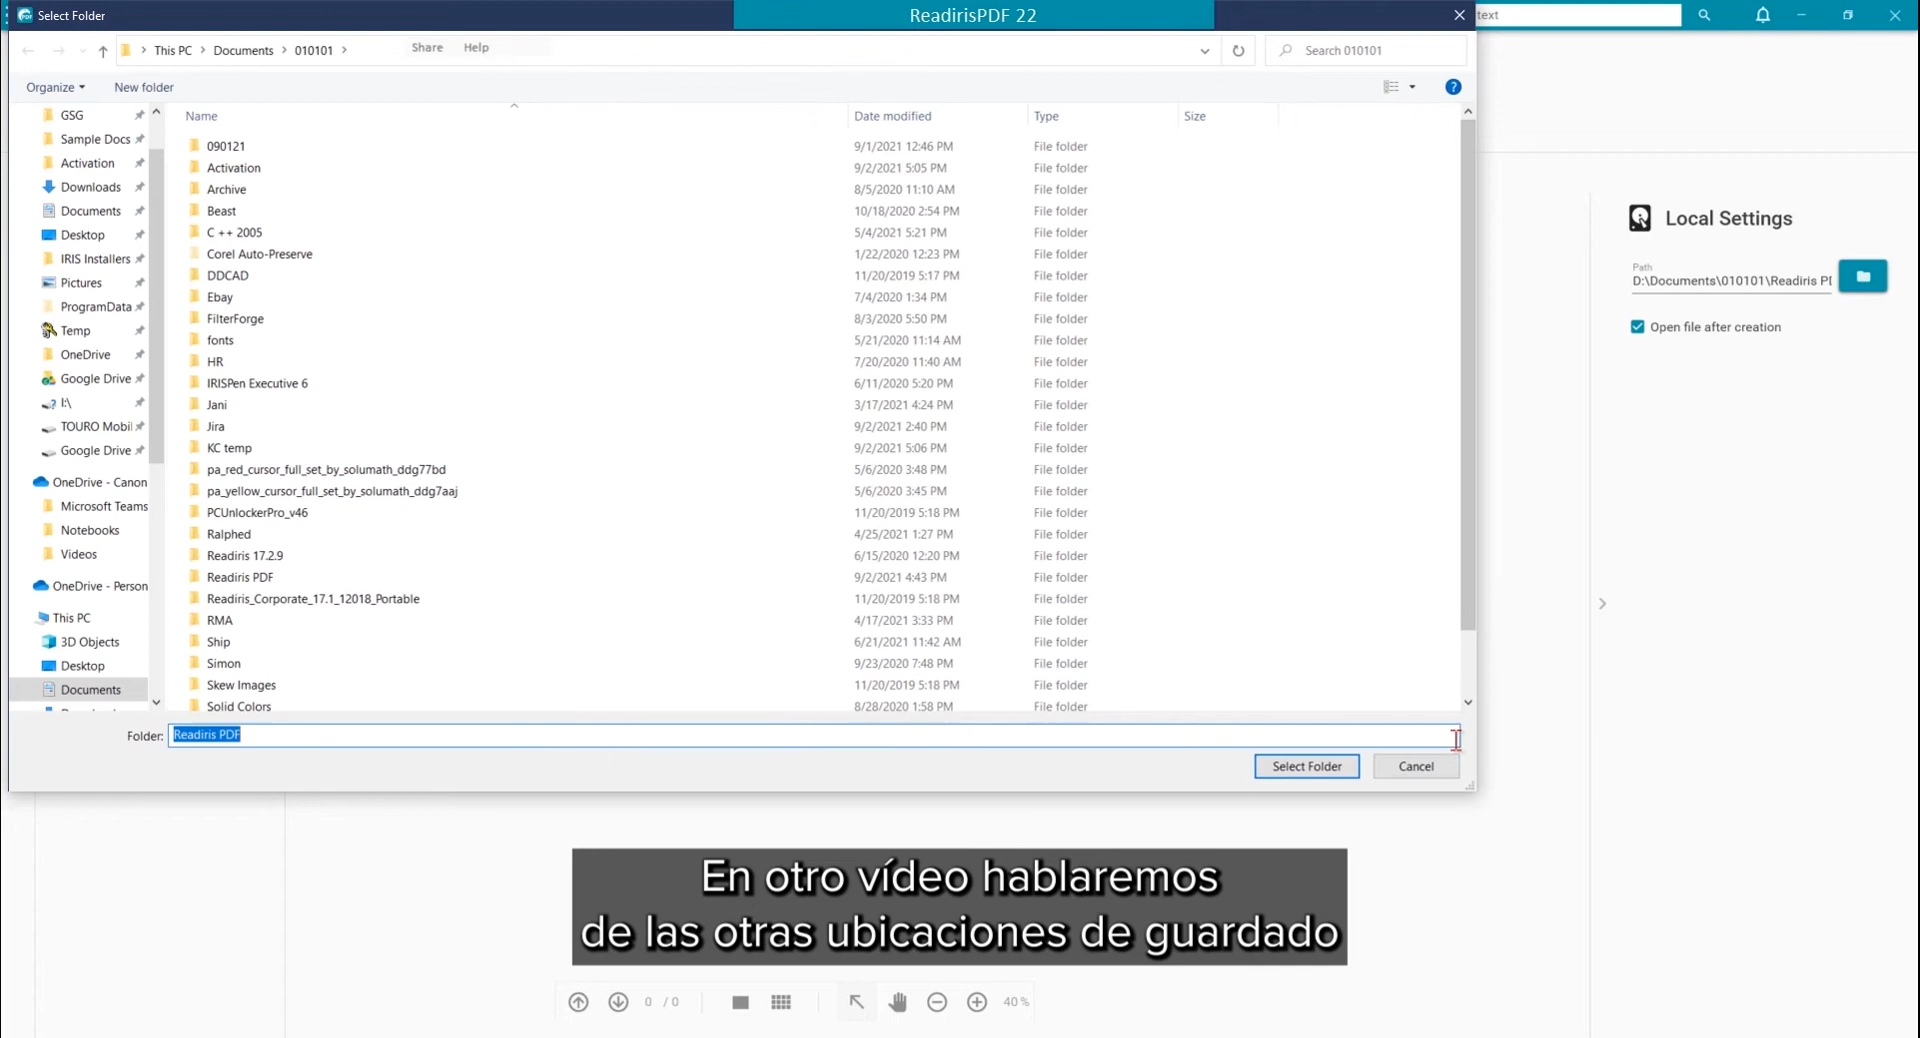 Select Folder
ReadirisPDF 22
text
This PC
Documents
010101
Share
Help
Search 010101
Organize
New folder
Name
Date modified
Type
Size
GSG
Sample Docs
Activation
Downloads
Documents
Desktop
IRIS Installers
Pictures
ProgramData
Temp
OneDrive
Google Drive
I:\
TOURO Mobil
Google Drive
OneDrive - Canon
Microsoft Teams
Notebooks
Videos
OneDrive - Person
This PC
3D Objects
Desktop
Documents
090121 9/1/2021 12:46 PM File folder
Activation 9/2/2021 5:05 PM File folder
Archive 8/5/2020 11:10 AM File folder
Beast 10/18/2020 2:54 PM File folder
C ++ 2005 5/4/2021 5:21 PM File folder
Corel Auto-Preserve 1/22/2020 12:23 PM File folder
DDCAD 11/20/2019 5:17 PM File folder
Ebay 7/4/2020 1:34 PM File folder
FilterForge 8/3/2020 5:50 PM File folder
fonts 5/21/2020 11:14 AM File folder
HR 7/20/2020 11:40 AM File folder
IRISPen Executive 6 6/11/2020 5:20 PM File folder
Jani 3/17/2021 4:24 PM File folder
Jira 9/2/2021 2:40 PM File folder
KC temp 9/2/2021 5:06 PM File folder
pa_red_cursor_full_set_by_solumath_ddg77bd 5/6/2020 3:48 PM File folder
pa_yellow_cursor_full_set_by_solumath_ddg7aaj 5/6/2020 3:45 PM File folder
PCUnlockerPro_v46 11/20/2019 5:18 PM File folder
Ralphed 4/25/2021 1:27 PM File folder
Readiris 17.2.9 6/15/2020 12:20 PM File folder
Readiris PDF 9/2/2021 4:43 PM File folder
Readiris_Corporate_17.1_12018_Portable 11/20/2019 5:18 PM File folder
RMA 4/17/2021 3:33 PM File folder
Ship 6/21/2021 11:42 AM File folder
Simon 9/23/2020 7:48 PM File folder
Skew Images 11/20/2019 5:18 PM File folder
Solid Colors 8/28/2020 1:58 PM File folder
Folder: Readiris PDF
Select Folder
Cancel
Local Settings
Path
D:\Documents\010101\Readiris PD
Open file after creation
En otro vídeo hablaremos
de las otras ubicaciones de guardado
0 / 0
40 %